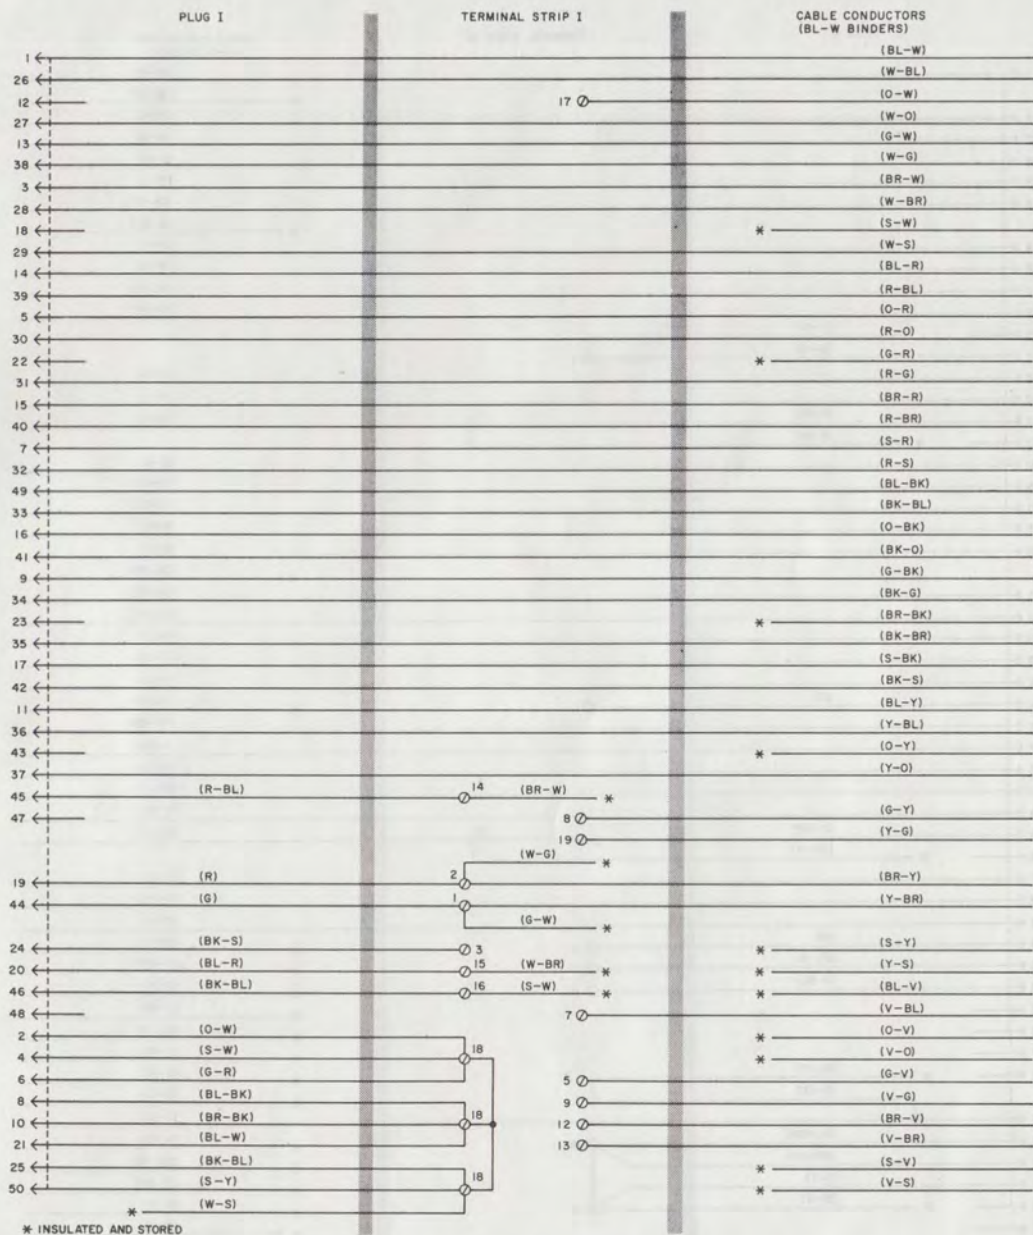 PLUG I TERMINAL STRIP I CABLE CONDUCTORS
(BL-W BINDERS)
1 (BL-W)
26 (W-BL)
12 17 (O-W)
27 (W-O)
13 (G-W)
38 (W-G)
3 (BR-W)
28 (W-BR)
18 * (S-W)
29 (W-S)
14 (BL-R)
39 (R-BL)
5 (O-R)
30 (R-O)
22 * (G-R)
31 (R-G)
15 (BR-R)
40 (R-BR)
7 (S-R)
32 (R-S)
49 (BL-BK)
33 (BK-BL)
16 (O-BK)
41 (BK-O)
9 (G-BK)
34 (BK-G)
23 * (BR-BK)
35 (BK-BR)
17 (S-BK)
42 (BK-S)
11 (BL-Y)
36 (Y-BL)
43 * (O-Y)
37 (Y-O)
45 (R-BL) 14 (BR-W) *
47 8 (G-Y)
19 (Y-G)
(W-G) *
19 (R) 2 (BR-Y)
44 (G) 1 (Y-BR)
(G-W) *
24 (BK-S) 3 * (S-Y)
20 (BL-R) 15 (W-BR) * * (Y-S)
46 (BK-BL) 16 (S-W) * * (BL-V)
48 7 (V-BL)
2 (O-W) * (O-V)
4 (S-W) 18 * (V-O)
6 (G-R) 5 (G-V)
8 (BL-BK) 9 (V-G)
10 (BR-BK) 18 12 (BR-V)
21 (BL-W) 13 (V-BR)
25 (BK-BL) * (S-V)
50 (S-Y) 18 * (V-S)
* (W-S)
* INSULATED AND STORED